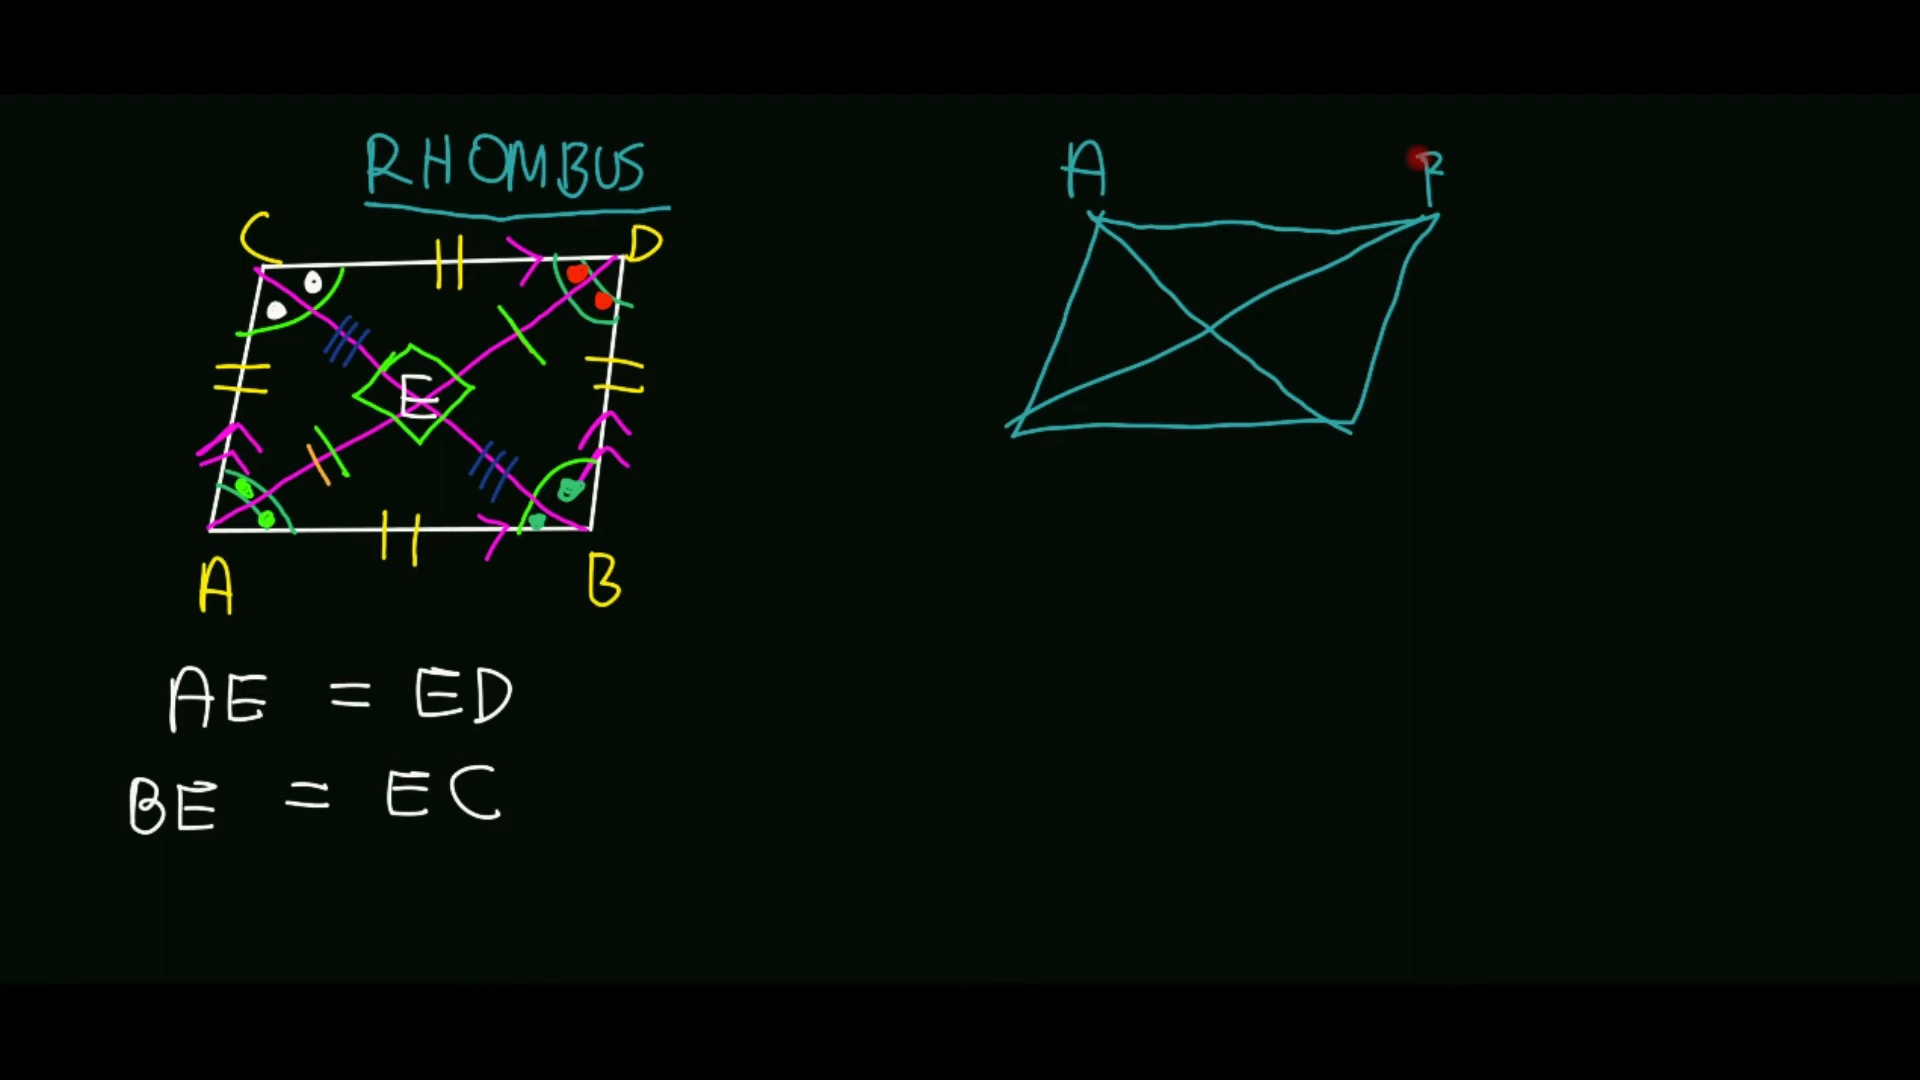 RHOMBUS
C D
E
A B
AE = ED
BE = EC
A